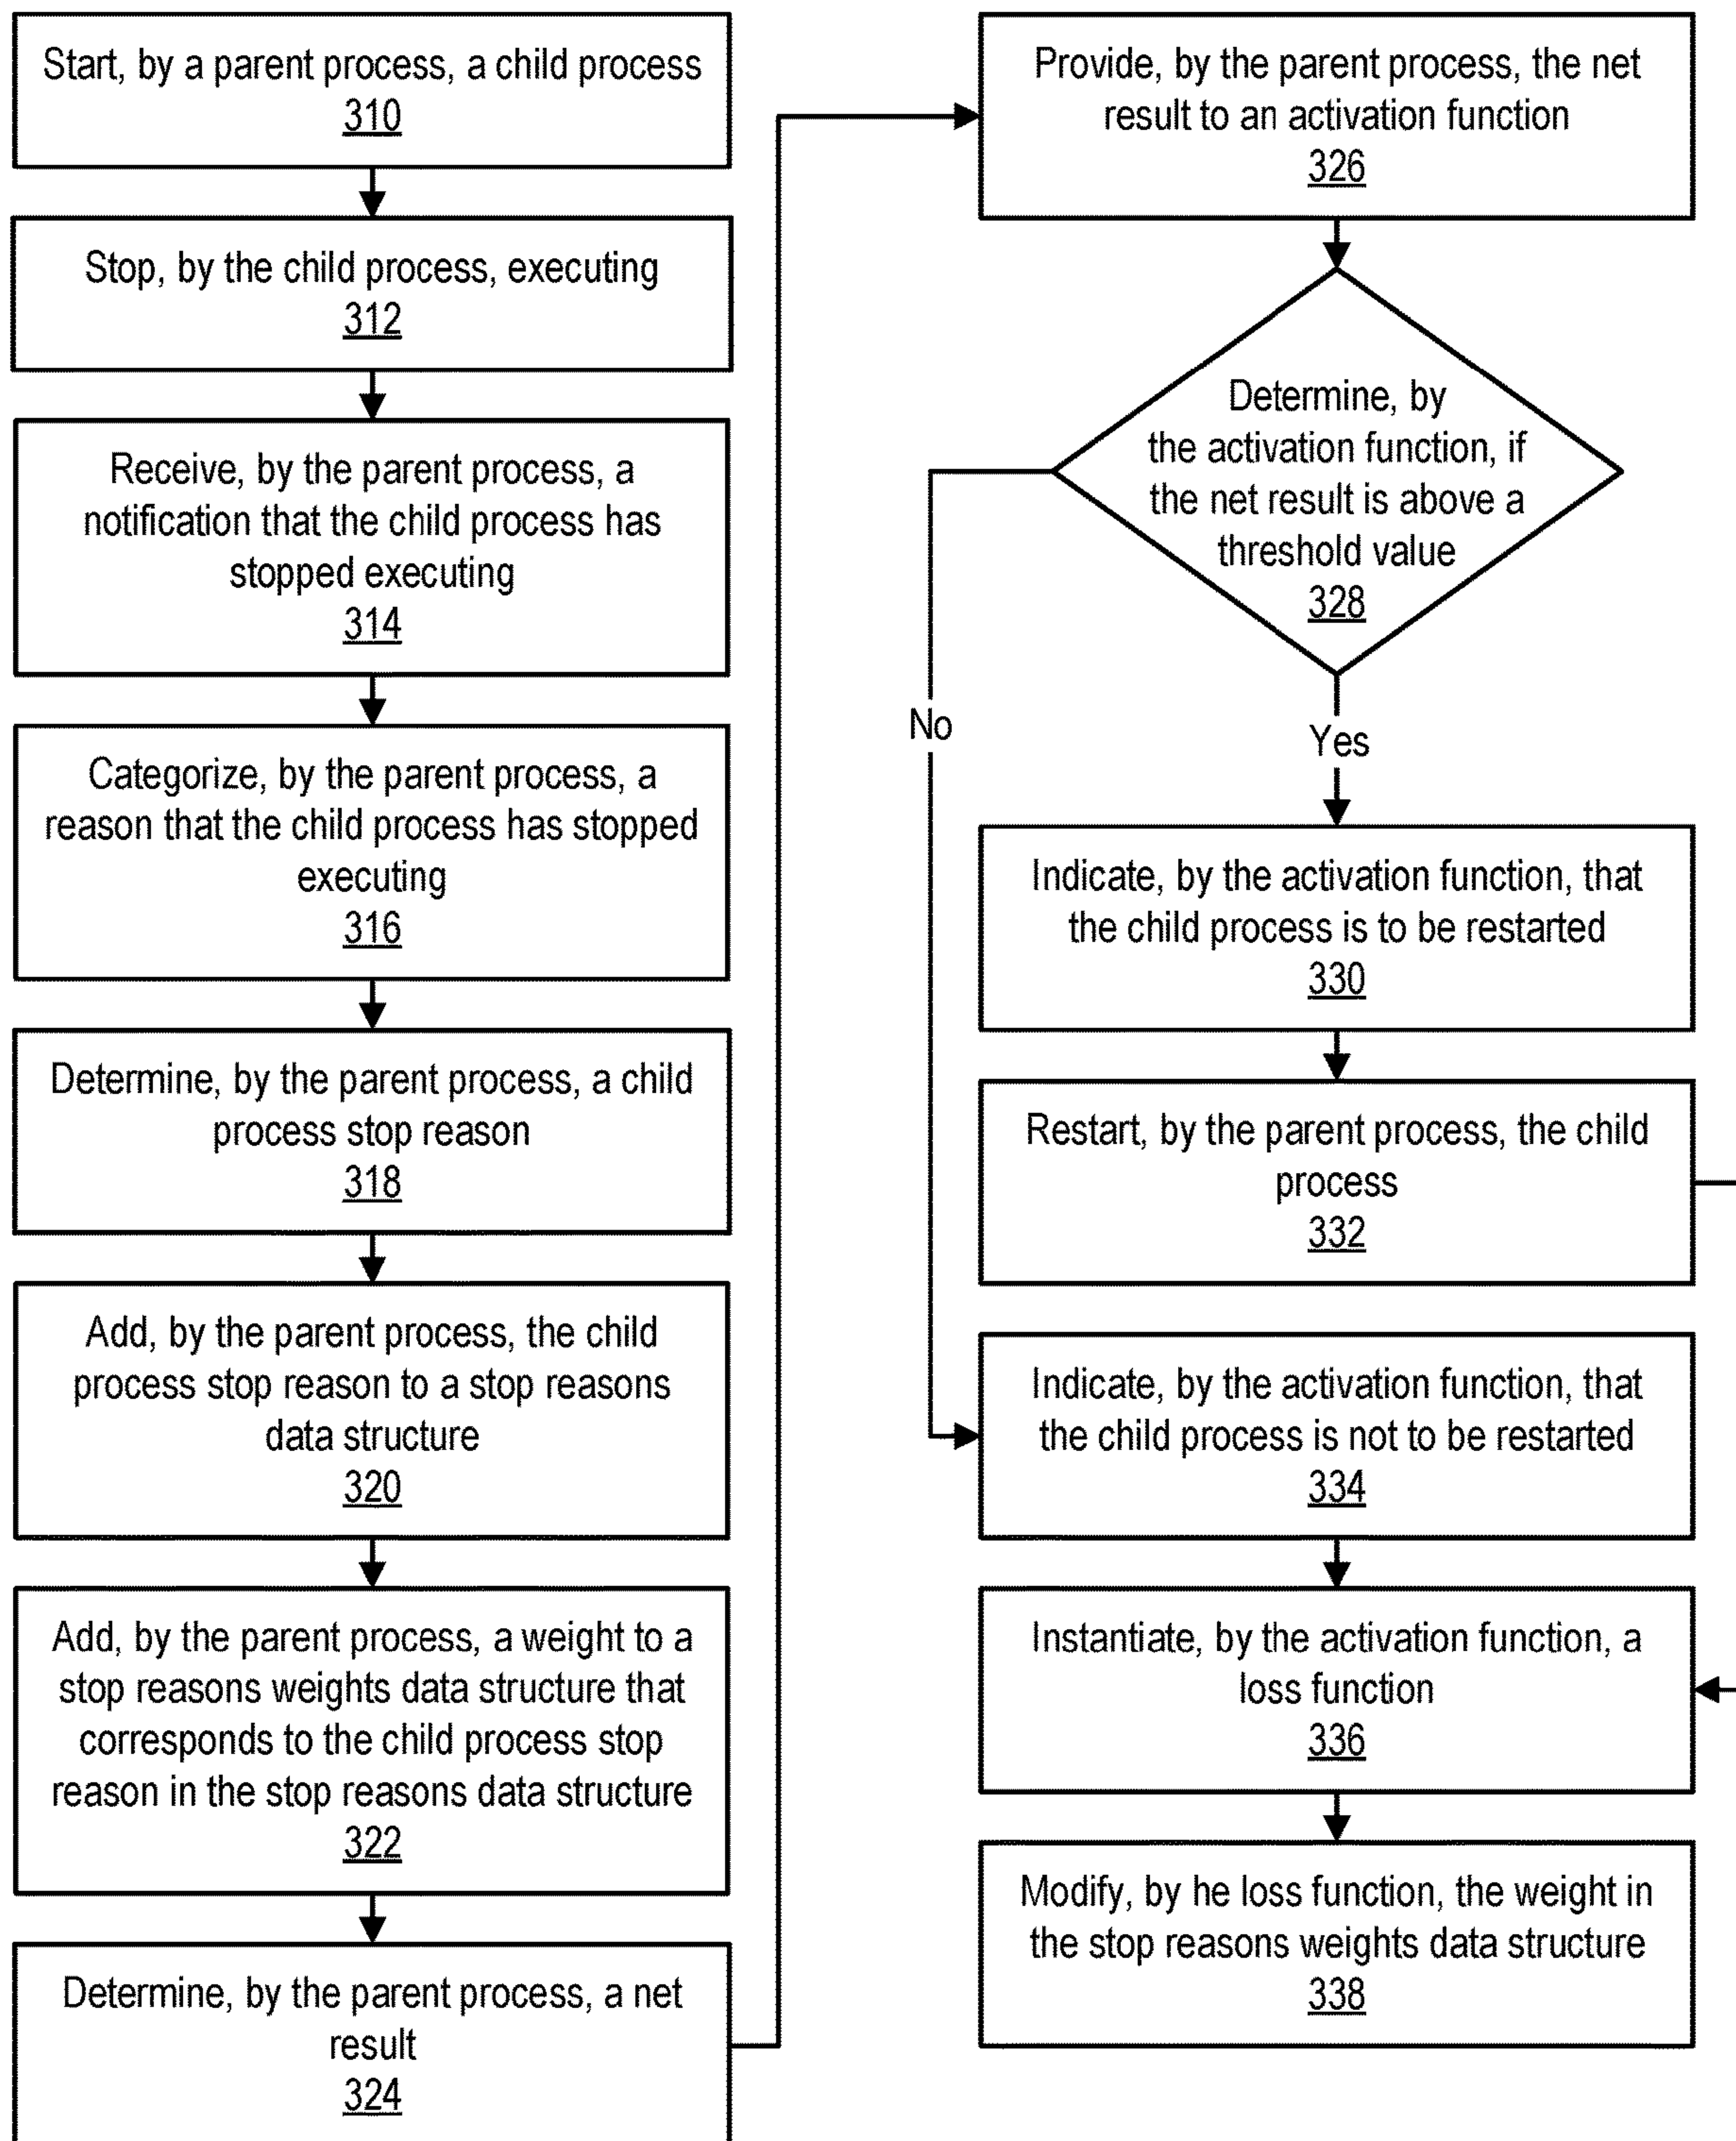 Start, by a parent process, a child process
310
Stop, by the child process, executing
312
Receive, by the parent process, a
notification that the child process has
stopped executing
314
Categorize, by the parent process, a
reason that the child process has stopped
executing
316
Determine, by the parent process, a child
process stop reason
318
Add, by the parent process, the child
process stop reason to a stop reasons
data structure
320
Add, by the parent process, a weight to a
stop reasons weights data structure that
corresponds to the child process stop
reason in the stop reasons data structure
322
Determine, by the parent process, a net
result
324
Provide, by the parent process, the net
result to an activation function
326
Determine, by
the activation function, if
the net result is above a
threshold value
328
No
Yes
Indicate, by the activation function, that
the child process is to be restarted
330
Restart, by the parent process, the child
process
332
Indicate, by the activation function, that
the child process is not to be restarted
334
Instantiate, by the activation function, a
loss function
336
Modify, by he loss function, the weight in
the stop reasons weights data structure
338